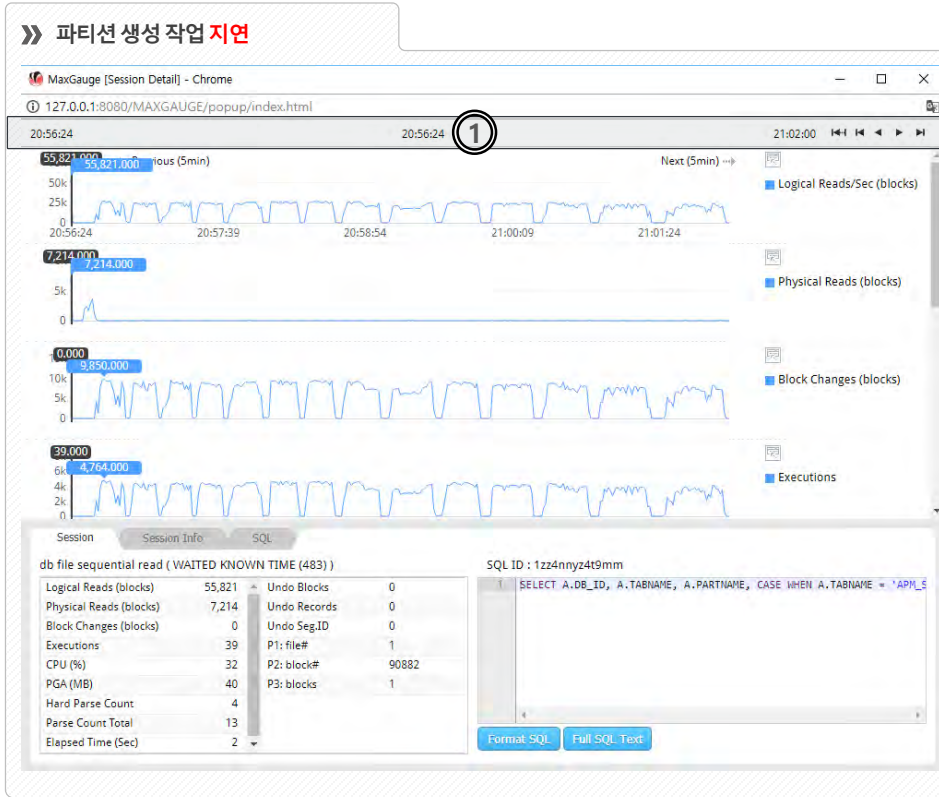 » 파티션 생성 작업 지연
MaxGauge [Session Detail] - Chrome
127.0.0.1:8080/MAXGAUGE/popup/index.html
20:56:24 20:56:24 1 21:02:00
55,821.000 55,821.000 ious (5min) Next (5min)
50k
25k
0
20:56:24 20:57:39 20:58:54 21:00:09 21:01:24
Logical Reads/Sec (blocks)
7,214.000
7,214.000
5k
0
Physical Reads (blocks)
0.000
9,850.000
10k
5k
0
Block Changes (blocks)
39.000
4,764.000
6k
4k
2k
0
Executions
Session Session Info SQL
db file sequential read ( WAITED KNOWN TIME (483) )
Logical Reads (blocks) 55,821 Undo Blocks 0
Physical Reads (blocks) 7,214 Undo Records 0
Block Changes (blocks) 0 Undo Seg.ID 0
Executions 39 P1: file# 1
CPU (%) 32 P2: block# 90882
PGA (MB) 40 P3: blocks 1
Hard Parse Count 4
Parse Count Total 13
Elapsed Time (Sec) 2
SQL ID : 1zz4nnyz4t9mm
1 SELECT A.DB_ID, A.TABNAME, A.PARTNAME, CASE WHEN A.TABNAME = 'APM_S
Format SQL Full SQL Text